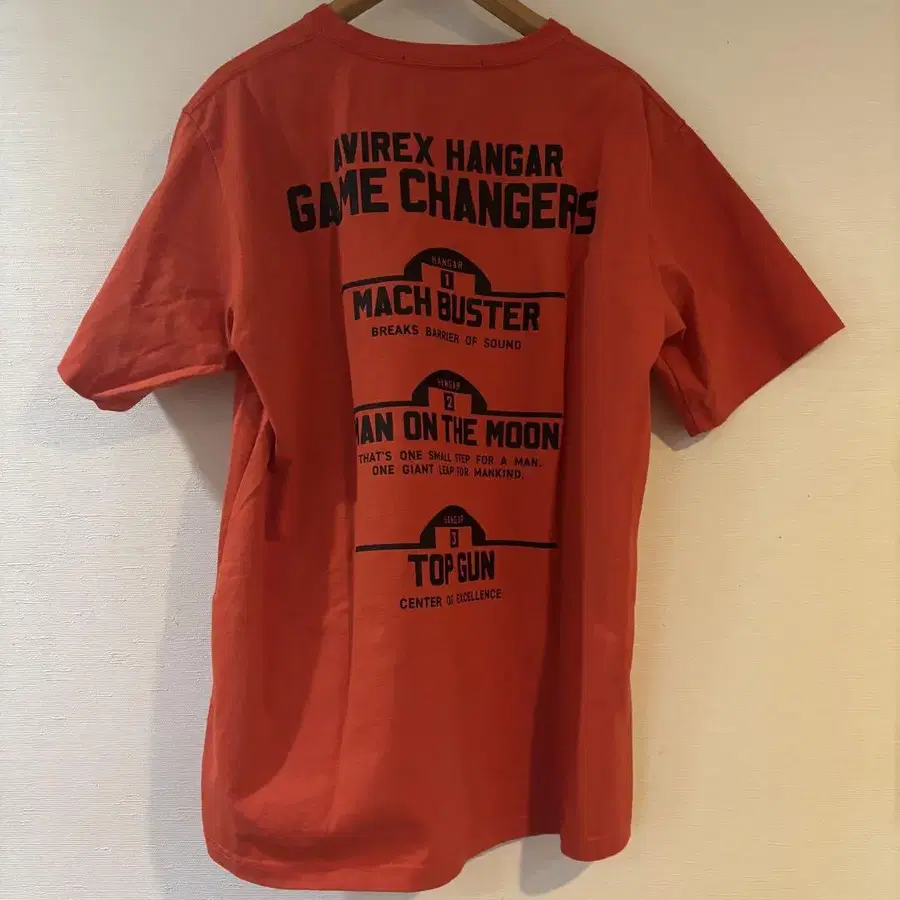 AVIREX HANGAR
GAME CHANGERS
HANGAR
1
MACH BUSTER
BREAKS BARRIER OF SOUND
HANGAR
2
MAN ON THE MOON
THAT'S ONE SMALL STEP FOR A MAN.
ONE GIANT LEAP FOR MANKIND.
HANGAR
3
TOP GUN
CENTER OF EXCELLENCE